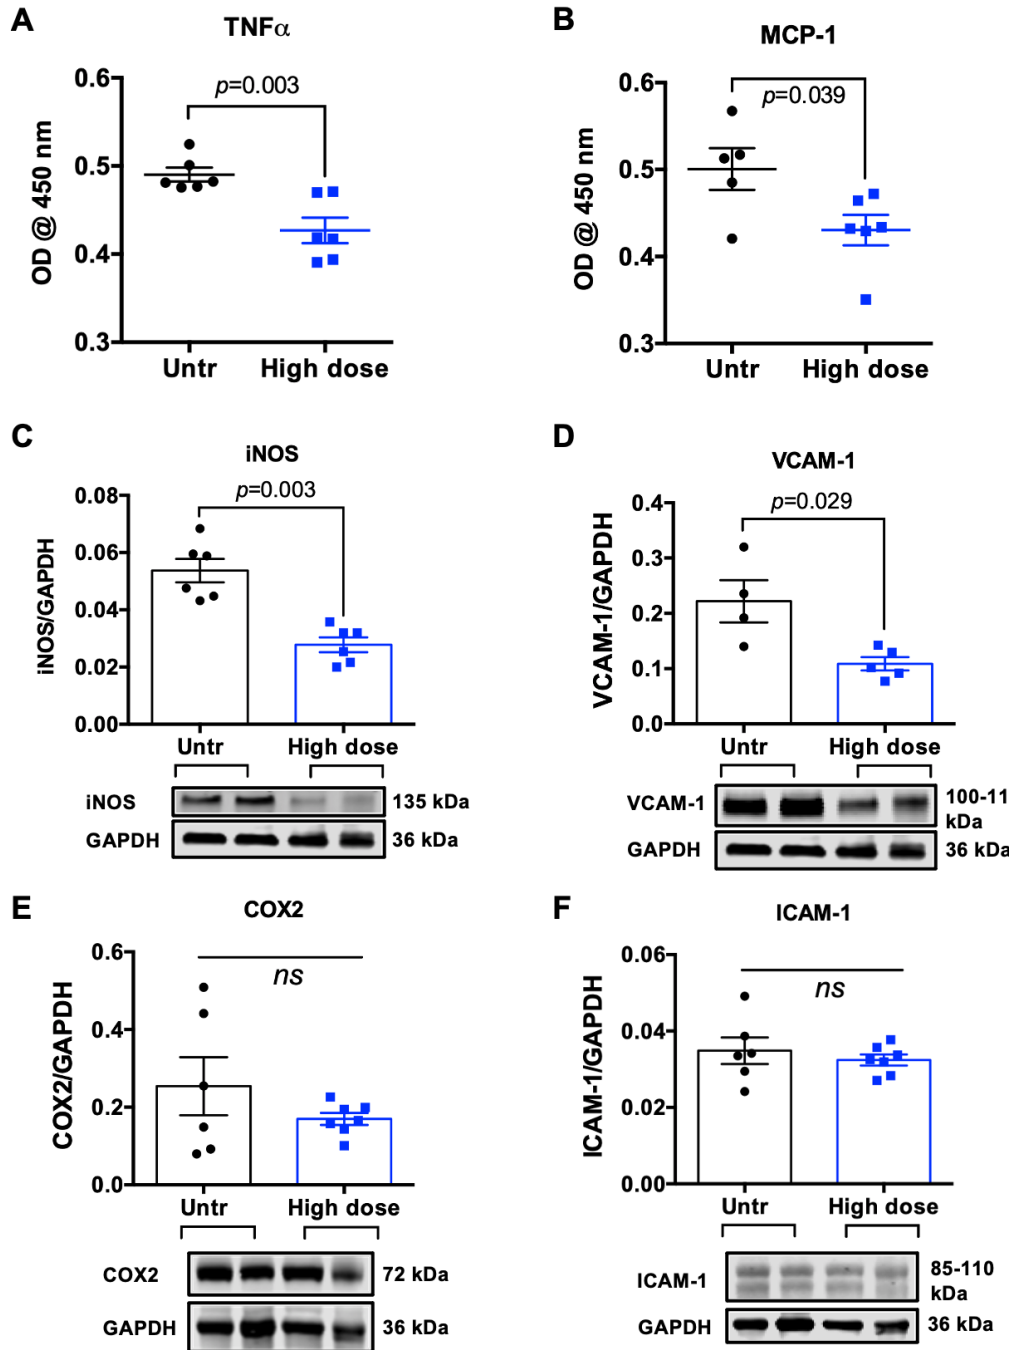 A
TNFα
OD @ 450 nm
0.6
0.5
0.4
0.3
p=0.003
Untr
High dose
B
MCP-1
OD @ 450 nm
0.6
0.5
0.4
0.3
p=0.039
Untr
High dose
C
iNOS
iNOS/GAPDH
0.08
0.06
0.04
0.02
0.00
p=0.003
Untr
High dose
iNOS
135 kDa
GAPDH
36 kDa
D
VCAM-1
VCAM-1/GAPDH
0.4
0.3
0.2
0.1
0.0
p=0.029
Untr
High dose
VCAM-1
100-11
kDa
GAPDH
36 kDa
E
COX2
COX2/GAPDH
0.6
0.4
0.2
0.0
ns
Untr
High dose
COX2
72 kDa
GAPDH
36 kDa
F
ICAM-1
ICAM-1/GAPDH
0.06
0.04
0.02
0.00
ns
Untr
High dose
ICAM-1
85-110
kDa
GAPDH
36 kDa